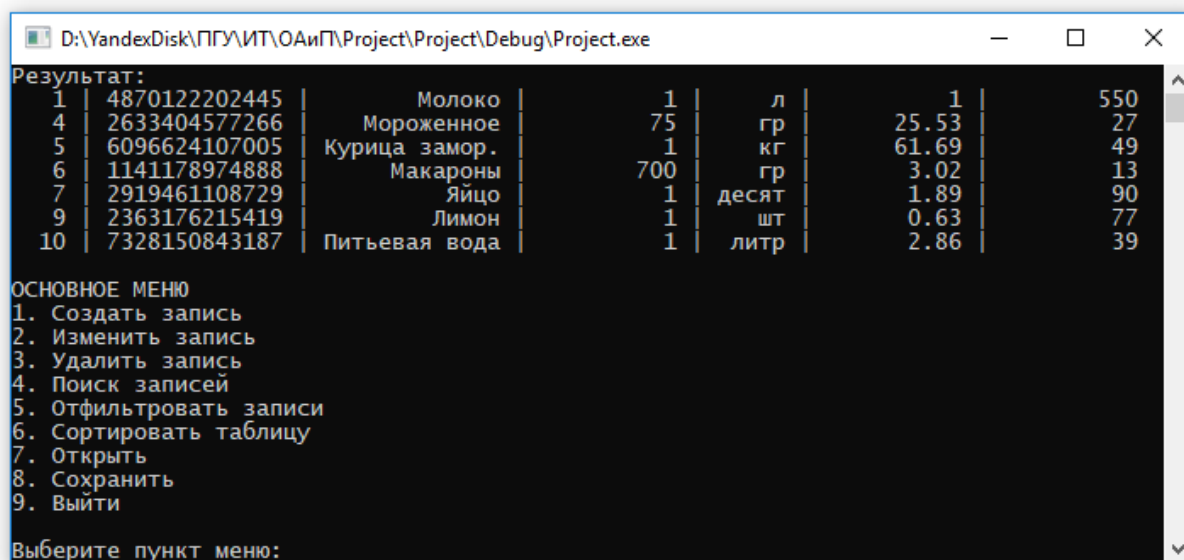 D:\YandexDisk\ПГУ\ИТ\ОАиП\Project\Project\Debug\Project.exe
Результат:
1 | 4870122202445 | Молоко | 1 | л | 1 | 550
4 | 2633404577266 | Мороженное | 75 | гр | 25.53 | 27
5 | 6096624107005 | Курица замор. | 1 | кг | 61.69 | 49
6 | 1141178974888 | Макароны | 700 | гр | 3.02 | 13
7 | 2919461108729 | Яйцо | 1 | десят | 1.89 | 90
9 | 2363176215419 | Лимон | 1 | шт | 0.63 | 77
10 | 7328150843187 | Питьевая вода | 1 | литр | 2.86 | 39
ОСНОВНОЕ МЕНЮ
1. Создать запись
2. Изменить запись
3. Удалить запись
4. Поиск записей
5. Отфильтровать записи
6. Сортировать таблицу
7. Открыть
8. Сохранить
9. Выйти
Выберите пункт меню: